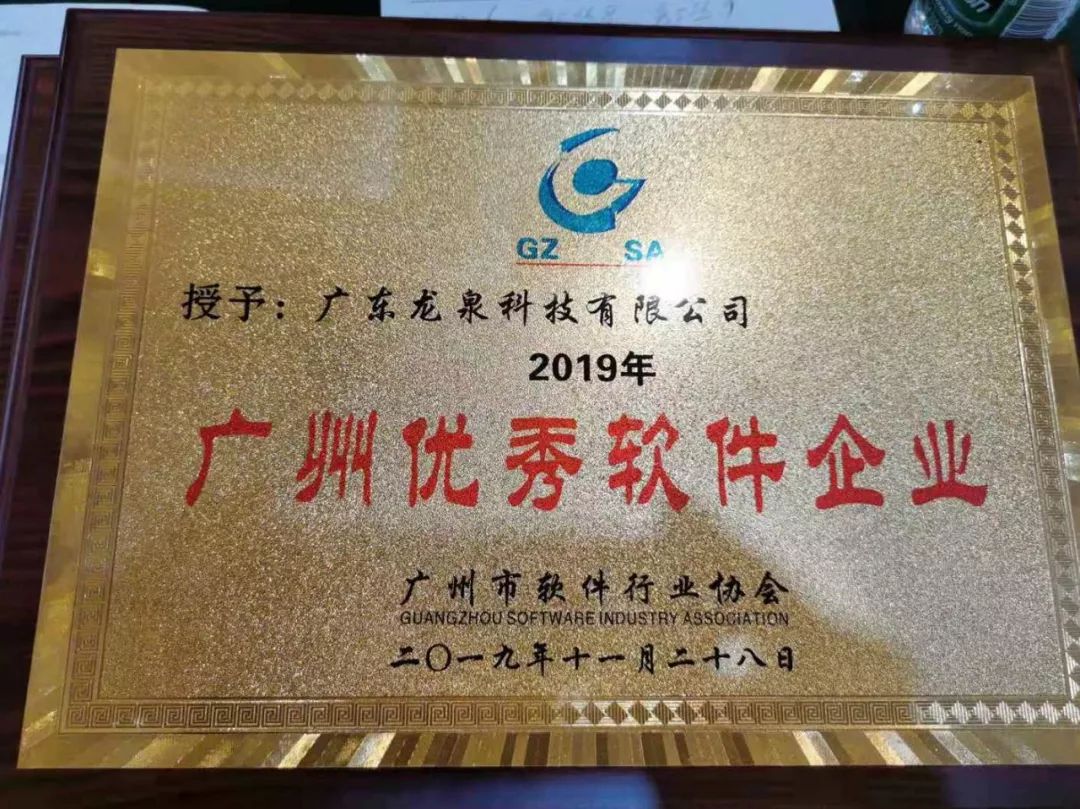 GZ SA
授予：广东龙泉科技有限公司
2019年
广州优秀软件企业
广州市软件行业协会
GUANGZHOU SOFTWARE INDUSTRY ASSOCIATION
二〇一九年十一月二十八日